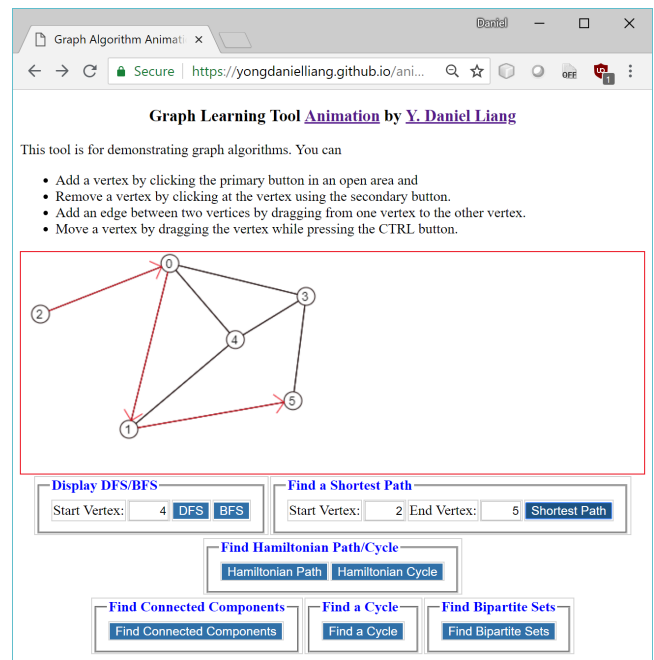 Daniel
Graph Algorithm Animati
Secure https://yongdanielliang.github.io/ani...
OFF
1
Graph Learning Tool Animation by Y. Daniel Liang
This tool is for demonstrating graph algorithms. You can
• Add a vertex by clicking the primary button in an open area and
• Remove a vertex by clicking at the vertex using the secondary button.
• Add an edge between two vertices by dragging from one vertex to the other vertex.
• Move a vertex by dragging the vertex while pressing the CTRL button.
0
3
2
4
5
1
Display DFS/BFS
Start Vertex: 4 DFS BFS
Find a Shortest Path
Start Vertex: 2 End Vertex: 5 Shortest Path
Find Hamiltonian Path/Cycle
Hamiltonian Path Hamiltonian Cycle
Find Connected Components
Find Connected Components
Find a Cycle
Find a Cycle
Find Bipartite Sets
Find Bipartite Sets